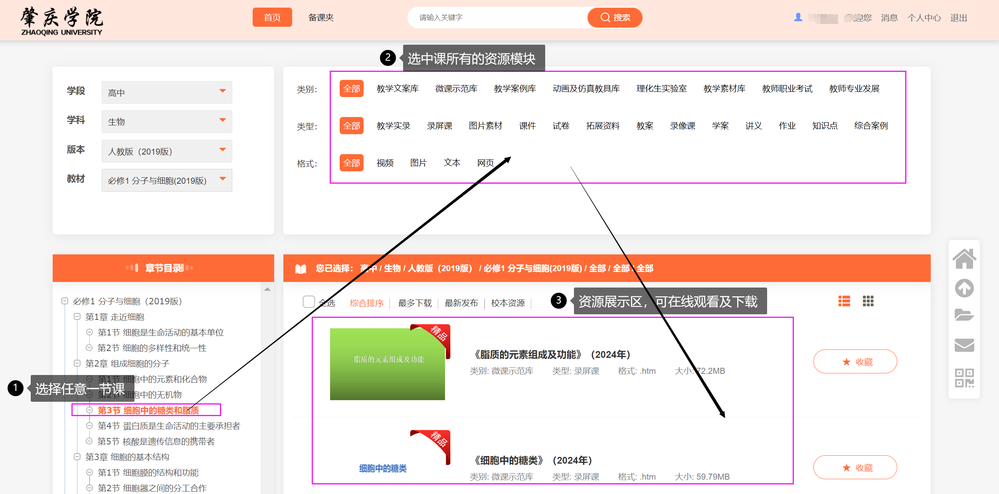 肇庆学院
ZHAOQING UNIVERSITY
首页 备课夹 请输入关键字 搜索 欢迎您 消息 个人中心 退出
2 选中课所有的资源模块
学段 高中
学科 生物
版本 人教版（2019版）
教材 必修1 分子与细胞(2019版)
类别： 全部 教学文案库 微课示范库 教学案例库 动画及仿真教具库 理化生实验室 教学素材库 教师职业考试 教师专业发展
类型： 全部 教学实录 录屏课 图片素材 课件 试卷 拓展资料 教案 录像课 学案 讲义 作业 知识点 综合案例
格式： 全部 视频 图片 文本 网页
章节目录
必修1 分子与细胞（2019版）
第1章 走近细胞
第1节 细胞是生命活动的基本单位
第2节 细胞的多样性和统一性
第2章 组成细胞的分子
第1节 细胞中的元素和化合物
1 选择任意一节课
第2节 细胞中的无机物
第3节 细胞中的糖类和脂质
第4节 蛋白质是生命活动的主要承担者
第5节 核酸是遗传信息的携带者
第3章 细胞的基本结构
第1节 细胞膜的结构和功能
第2节 细胞器之间的分工合作
您已选择： 高中 / 生物 / 人教版（2019版） / 必修1 分子与细胞(2019版) / 全部 / 全部 / 全部
全选 综合排序 最多下载 最新发布 校本资源
3 资源展示区，可在线观看及下载
精品
脂质的元素组成及功能
《脂质的元素组成及功能》（2024年）
类别: 微课示范库 类型: 录屏课 格式: .htm 大小: 72.2MB
收藏
精品
细胞中的糖类
《细胞中的糖类》（2024年）
类别: 微课示范库 类型: 录屏课 格式: .htm 大小: 59.79MB
收藏